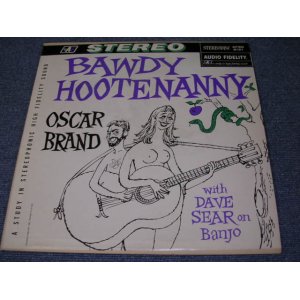 STEREO
AUDIO FIDELITY
BAWDY
HOOTENANNY
OSCAR
BRAND
with
DAVE
SEAR on
Banjo
A STUDY IN STEREOPHONIC HIGH FIDELITY SOUND